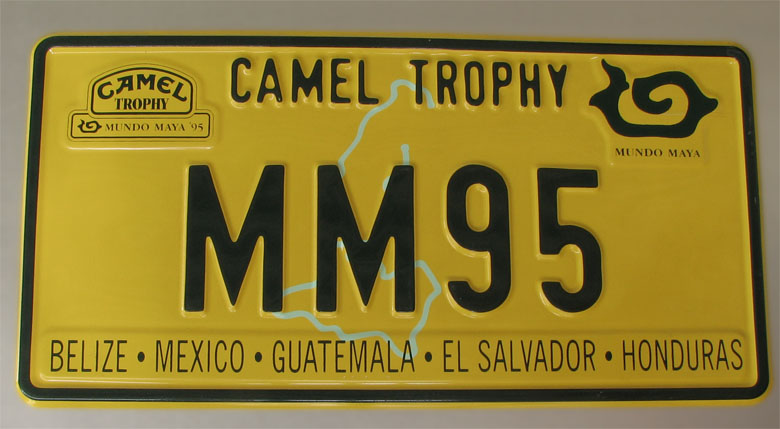 CAMEL TROPHY
CAMEL
TROPHY
MUNDO MAYA '95
MUNDO MAYA
MM95
BELIZE • MEXICO • GUATEMALA • EL SALVADOR • HONDURAS